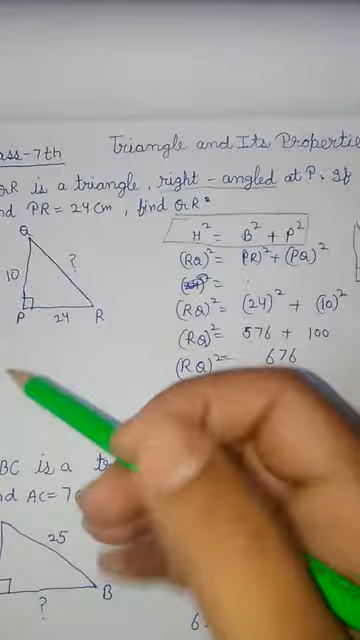 ass-7th Triangle and Its Propertie
QR is a triangle, right-angled at P. If
nd PR = 24 cm, find QR.
H² = B² + P²
Q
(RQ)² = (PR)² + (PQ)²
10
?
(RQ)² = (24)² + (10)²
P 24 R
(RQ)² = 576 + 100
(RQ)² = 676
BC is a t
nd AC = 7
25
B
?
6